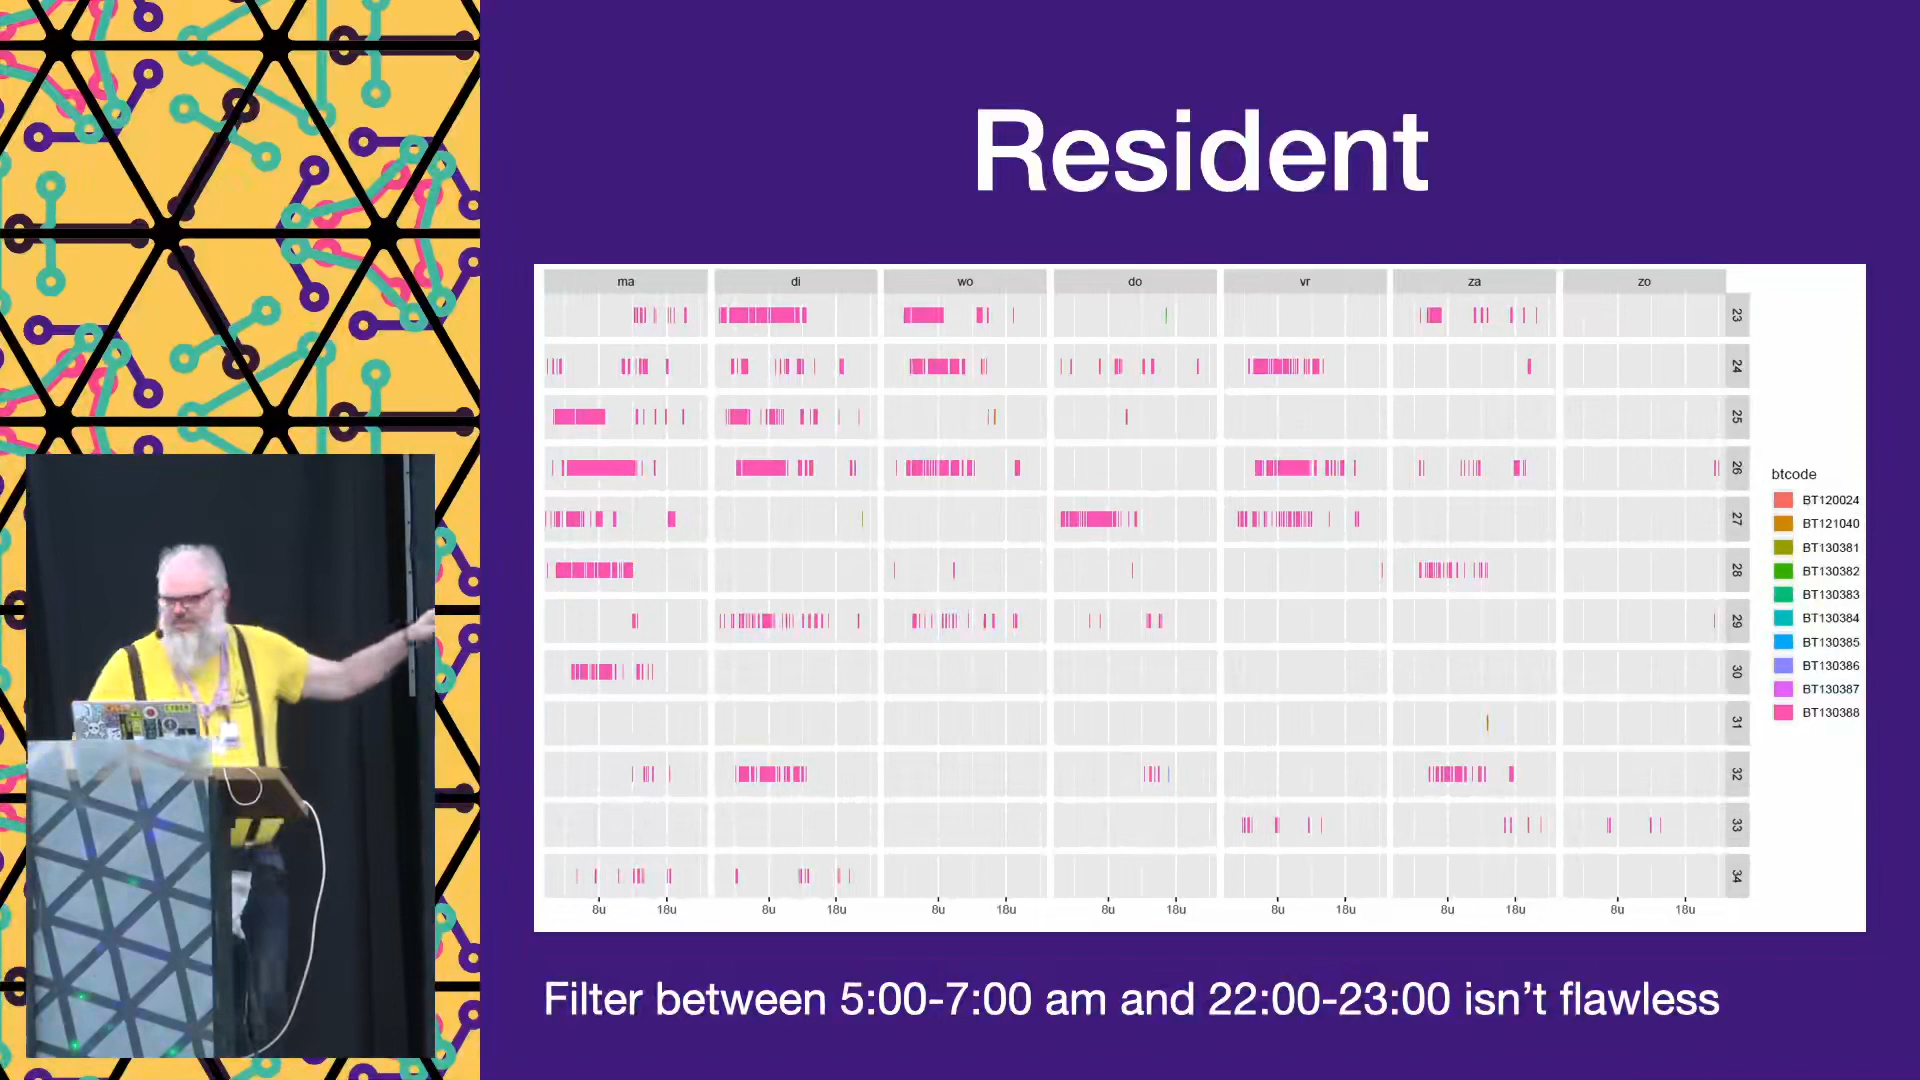 Resident
ma di wo do vr za zo
23
24
25
26
27
28
29
30
31
32
33
34
8u 18u 8u 18u 8u 18u 8u 18u 8u 18u 8u 18u 8u 18u
btcode
BT120024
BT121040
BT130381
BT130382
BT130383
BT130384
BT130385
BT130386
BT130387
BT130388
CYBER
Filter between 5:00-7:00 am and 22:00-23:00 isn’t flawless